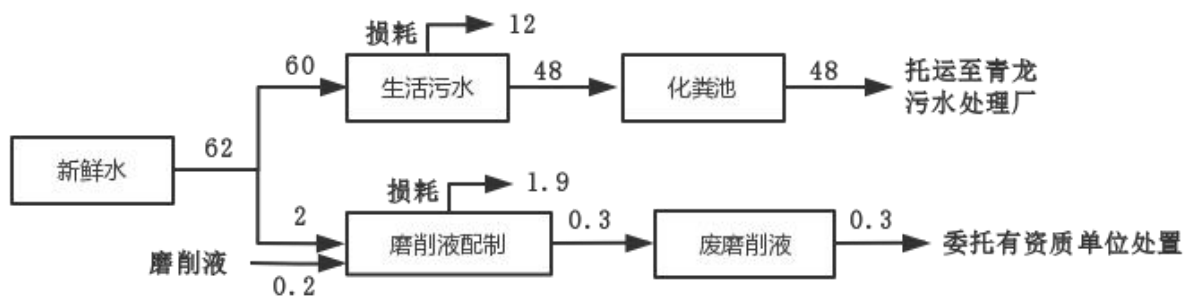 损耗 12
60 生活污水 48 化粪池 48 托运至青龙
污水处理厂
新鲜水 62
损耗 1.9
2 磨削液配制 0.3 废磨削液 0.3 委托有资质单位处置
磨削液
0.2